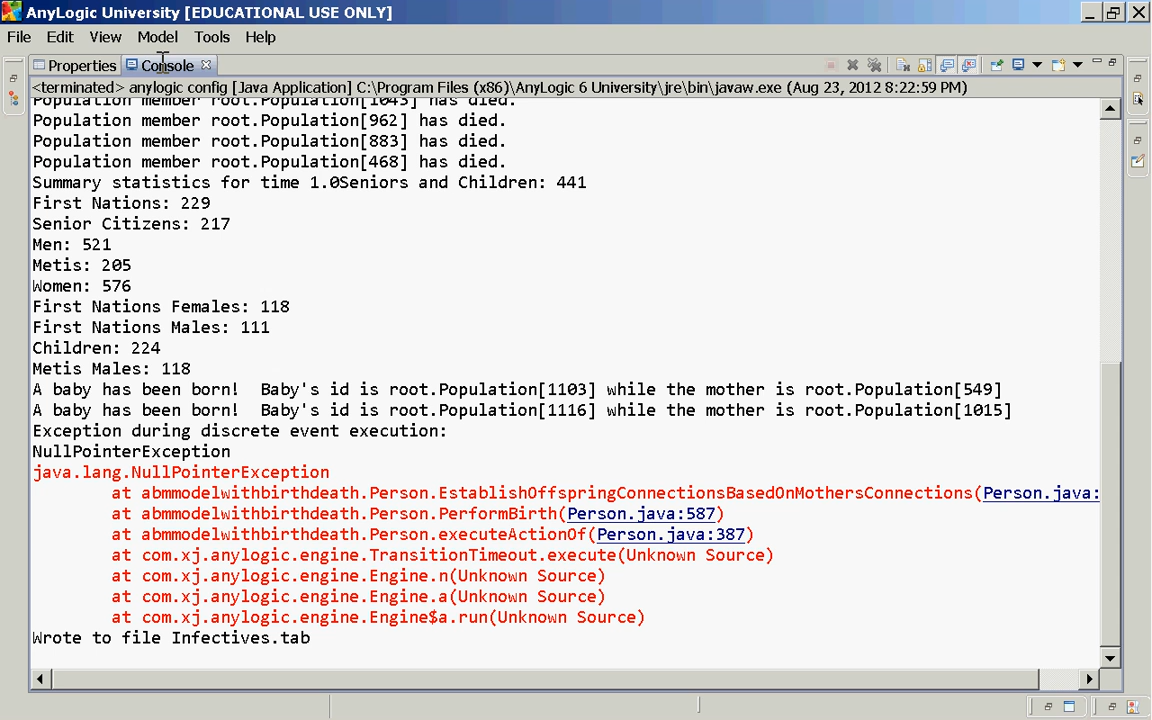 AnyLogic University [EDUCATIONAL USE ONLY]
File Edit View Model Tools Help
Properties Console
<terminated> anylogic config [Java Application] C:\Program Files (x86)\AnyLogic 6 University\jre\bin\javaw.exe (Aug 23, 2012 8:22:59 PM)
Population member root.Population[1043] has died.
Population member root.Population[962] has died.
Population member root.Population[883] has died.
Population member root.Population[468] has died.
Summary statistics for time 1.0Seniors and Children: 441
First Nations: 229
Senior Citizens: 217
Men: 521
Metis: 205
Women: 576
First Nations Females: 118
First Nations Males: 111
Children: 224
Metis Males: 118
A baby has been born!  Baby's id is root.Population[1103] while the mother is root.Population[549]
A baby has been born!  Baby's id is root.Population[1116] while the mother is root.Population[1015]
Exception during discrete event execution:
NullPointerException
java.lang.NullPointerException
at abmmodelwithbirthdeath.Person.EstablishOffspringConnectionsBasedOnMothersConnections(Person.java:
at abmmodelwithbirthdeath.Person.PerformBirth(Person.java:587)
at abmmodelwithbirthdeath.Person.executeActionOf(Person.java:387)
at com.xj.anylogic.engine.TransitionTimeout.execute(Unknown Source)
at com.xj.anylogic.engine.Engine.n(Unknown Source)
at com.xj.anylogic.engine.Engine.a(Unknown Source)
at com.xj.anylogic.engine.Engine$a.run(Unknown Source)
Wrote to file Infectives.tab